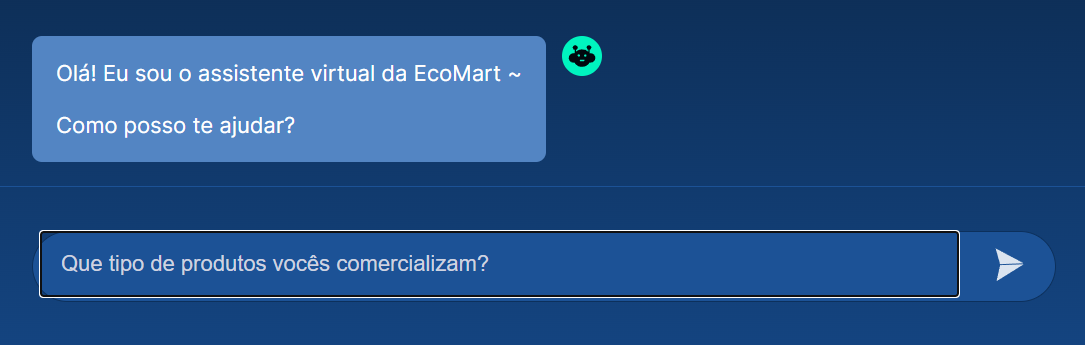 Olá! Eu sou o assistente virtual da EcoMart ~
Como posso te ajudar?
Que tipo de produtos vocês comercializam?